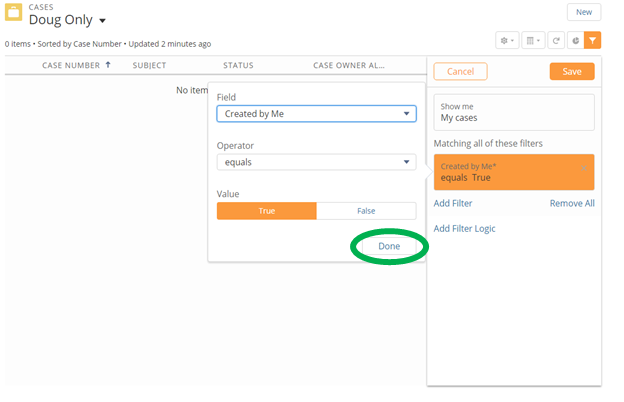 CASES
Doug Only
New
0 items • Sorted by Case Number • Updated 2 minutes ago
CASE NUMBER ↑ SUBJECT STATUS CASE OWNER AL...
No item
Field
Created by Me
Operator
equals
Value
True False
Done
Cancel Save
Show me
My cases
Matching all of these filters
Created by Me*
equals True
Add Filter Remove All
Add Filter Logic